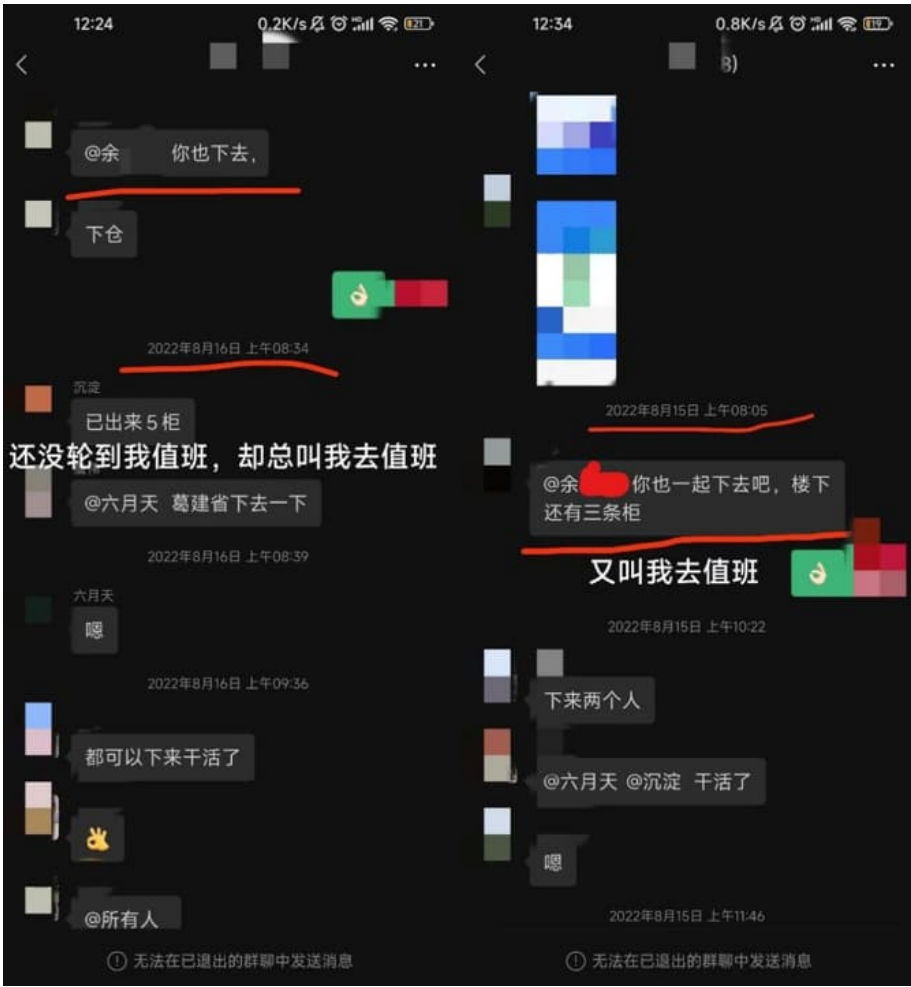 12:24
0.2K/s
21
@余 你也下去,
下仓
2022年8月16日 上午08:34
沉淀
已出来5柜
还没轮到我值班，却总叫我去值班
@六月天 葛建省下去一下
2022年8月16日 上午08:39
六月天
嗯
2022年8月16日 上午09:36
都可以下来干活了
@所有人
无法在已退出的群聊中发送消息
12:34
0.8K/s
19
8)
2022年8月15日 上午08:05
@余 你也一起下去吧，楼下
还有三条柜
又叫我去值班
2022年8月15日 上午10:22
下来两个人
@六月天 @沉淀 干活了
嗯
2022年8月15日 上午11:46
无法在已退出的群聊中发送消息